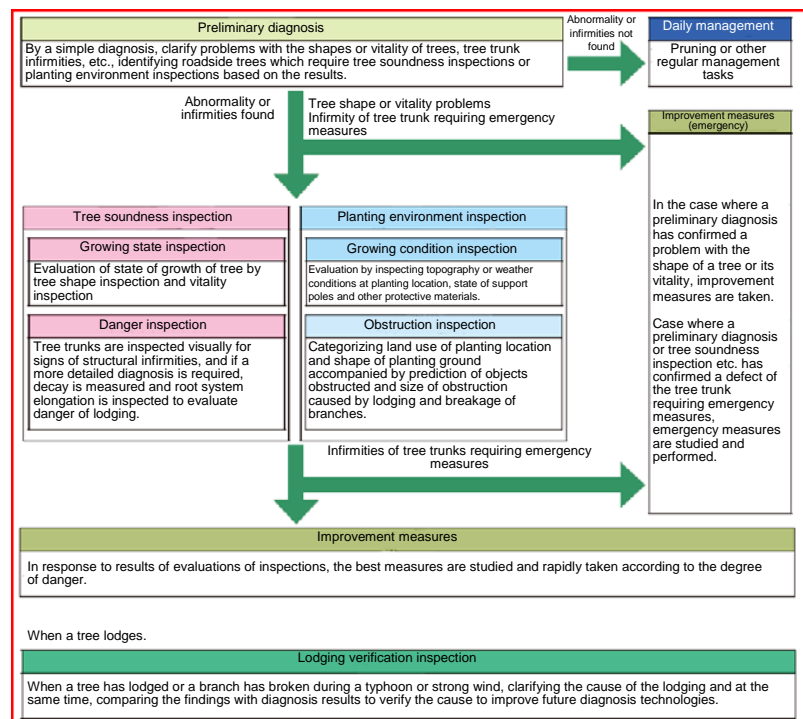 Preliminary diagnosis
By a simple diagnosis, clarify problems with the shapes or vitality of trees, tree trunk
infirmities, etc., identifying roadside trees which require tree soundness inspections or
planting environment inspections based on the results.
Abnormality or
infirmities not
found
Daily management
Pruning or other
regular management
tasks
Abnormality or
infirmities found
Tree shape or vitality problems
Infirmity of tree trunk requiring emergency
measures
Improvement measures
(emergency)
In the case where a
preliminary diagnosis
has confirmed a
problem with the
shape of a tree or its
vitality, improvement
measures are taken.
Case where a
preliminary diagnosis
or tree soundness
inspection etc. has
confirmed a defect of
the tree trunk
requiring emergency
measures,
emergency measures
are studied and
performed.
Tree soundness inspection
Growing state inspection
Evaluation of state of growth of tree by
tree shape inspection and vitality
inspection
Danger inspection
Tree trunks are inspected visually for
signs of structural infirmities, and if a
more detailed diagnosis is required,
decay is measured and root system
elongation is inspected to evaluate
danger of lodging.
Planting environment inspection
Growing condition inspection
Evaluation by inspecting topography or weather
conditions at planting location, state of support
poles and other protective materials.
Obstruction inspection
Categorizing land use of planting location
and shape of planting ground
accompanied by prediction of objects
obstructed and size of obstruction
caused by lodging and breakage of
branches.
Infirmities of tree trunks requiring emergency
measures
Improvement measures
In response to results of evaluations of inspections, the best measures are studied and rapidly taken according to the degree
of danger.
When a tree lodges.
Lodging verification inspection
When a tree has lodged or a branch has broken during a typhoon or strong wind, clarifying the cause of the lodging and at the
same time, comparing the findings with diagnosis results to verify the cause to improve future diagnosis technologies.